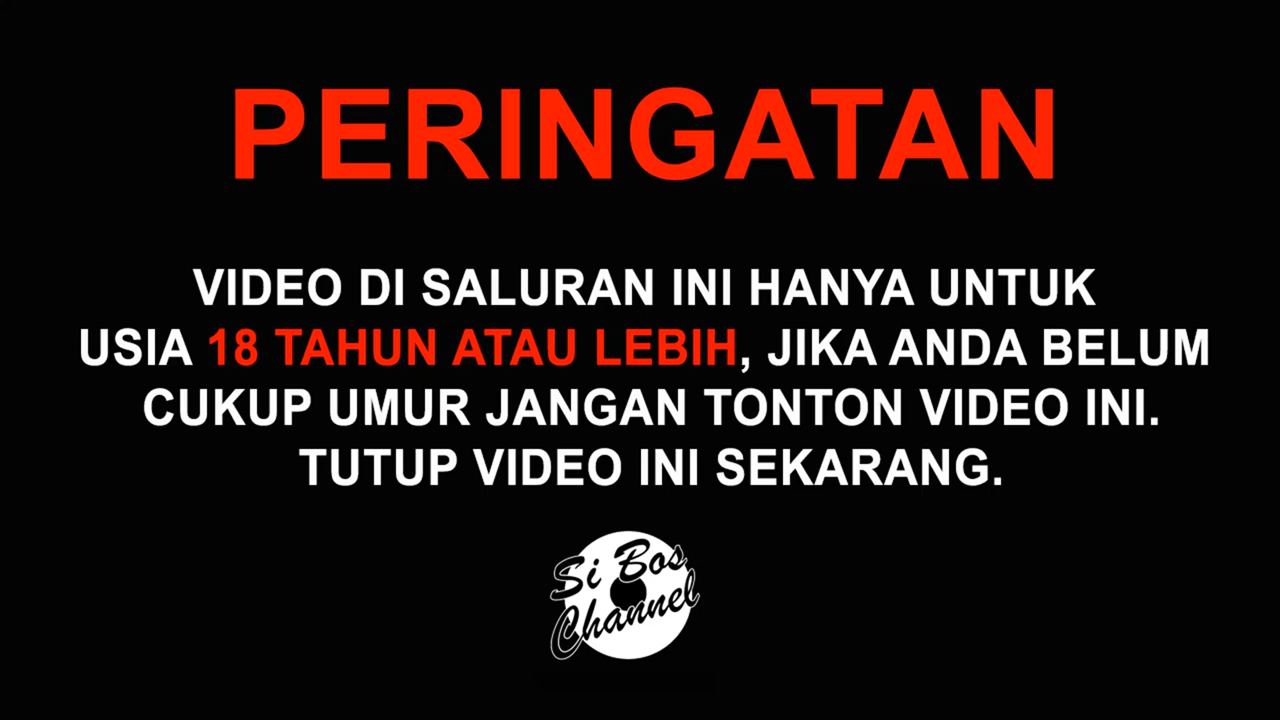 PERINGATAN
VIDEO DI SALURAN INI HANYA UNTUK
USIA 18 TAHUN ATAU LEBIH, JIKA ANDA BELUM
CUKUP UMUR JANGAN TONTON VIDEO INI.
TUTUP VIDEO INI SEKARANG.
Si Bos
Channel